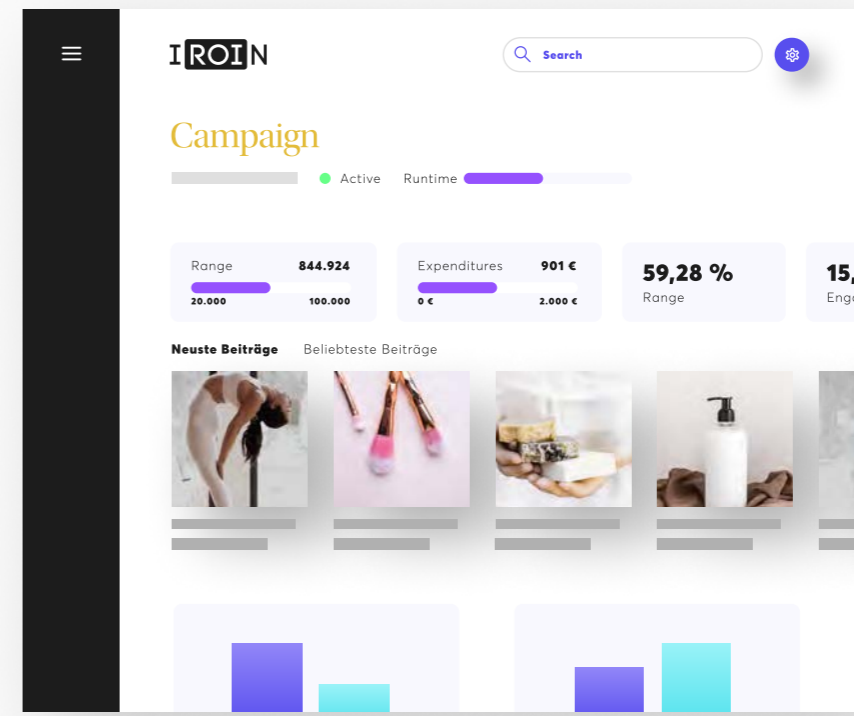 IROIN
Search
Campaign
Active Runtime
Range 844.924
20.000 100.000
Expenditures 901 €
0 € 2.000 €
59,28 %
Range
15,
Enga
Neuste Beiträge Beliebteste Beiträge